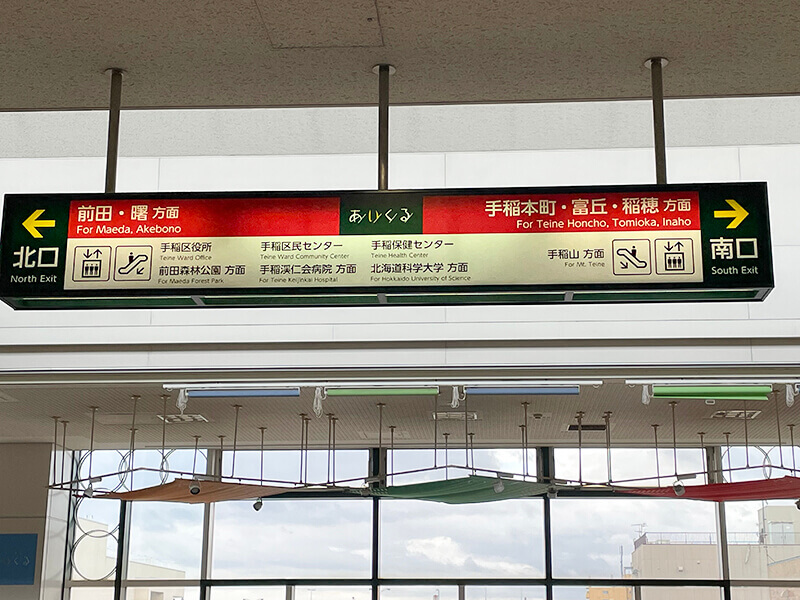 前田・曙 方面
For Maeda, Akebono
北口
North Exit
手稲区役所
Teine Ward Office
前田森林公園 方面
For Maeda Forest Park
手稲区民センター
Teine Ward Community Center
手稲渓仁会病院 方面
For Teine Keijinkai Hospital
手稲保健センター
Teine Health Center
北海道科学大学 方面
For Hokkaido University of Science
あいくる
手稲本町・富丘・稲穂 方面
For Teine Honcho, Tomioka, Inaho
手稲山 方面
For Mt. Teine
南口
South Exit